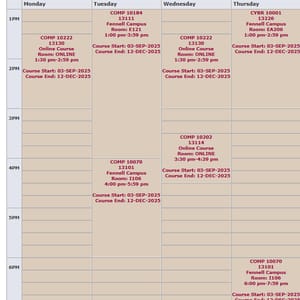 Monday Tuesday Wednesday Thursday
1PM
COMP 10184
13111
Fennell Campus
Room: E121
1:00 pm-3:59 pm
Course Start: 03-SEP-2025
Course End: 12-DEC-2025
CYBR 10001
13226
Fennell Campus
Room: EA208
1:00 pm-2:59 pm
Course Start: 03-SEP-2025
Course End: 12-DEC-2025
COMP 10222
13130
Online Course
Room: ONLINE
1:30 pm-2:59 pm
Course Start: 03-SEP-2025
Course End: 12-DEC-2025
COMP 10222
13130
Online Course
Room: ONLINE
1:30 pm-2:59 pm
Course Start: 03-SEP-2025
Course End: 12-DEC-2025
2PM
3PM
COMP 10202
13114
Online Course
Room: ONLINE
3:30 pm-4:29 pm
Course Start: 03-SEP-2025
Course End: 12-DEC-2025
4PM
COMP 10070
13101
Fennell Campus
Room: I106
4:00 pm-5:59 pm
Course Start: 03-SEP-2025
Course End: 12-DEC-2025
5PM
6PM
COMP 10070
13101
Fennell Campus
Room: I106
6:00 pm-7:59 pm
Course Start: 03-SEP-2025
Course End: 12-DEC-2025